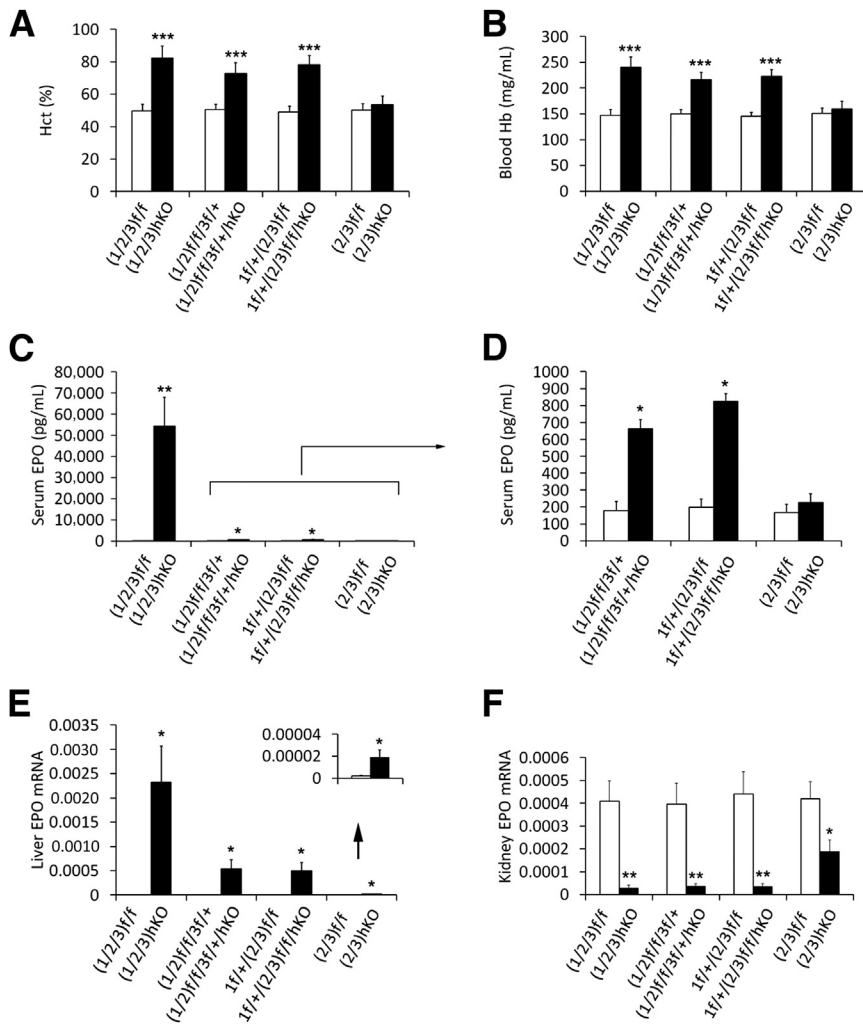 A
Hct (%)
100
80
60
40
20
0
***
***
***
(1/2/3)f/f
(1/2/3)hKO
(1/2)f/f/3f/+
(1/2)f/f/3f/+/hKO
1f/+/(2/3)f/f
1f/+/(2/3)f/f/hKO
(2/3)f/f
(2/3)hKO
B
Blood Hb (mg/mL)
300
250
200
150
100
50
0
***
***
***
(1/2/3)f/f
(1/2/3)hKO
(1/2)f/f/3f/+
(1/2)f/f/3f/+/hKO
1f/+/(2/3)f/f
1f/+/(2/3)f/f/hKO
(2/3)f/f
(2/3)hKO
C
Serum EPO (pg/mL)
80,000
70,000
60,000
50,000
40,000
30,000
20,000
10,000
0
**
*
*
(1/2/3)f/f
(1/2/3)hKO
(1/2)f/f/3f/+
(1/2)f/f/3f/+/hKO
1f/+/(2/3)f/f
1f/+/(2/3)f/f/hKO
(2/3)f/f
(2/3)hKO
D
Serum EPO (pg/mL)
1000
900
800
700
600
500
400
300
200
100
0
*
*
(1/2)f/f/3f/+
(1/2)f/f/3f/+/hKO
1f/+/(2/3)f/f
1f/+/(2/3)f/f/hKO
(2/3)f/f
(2/3)hKO
E
Liver EPO mRNA
0.0035
0.0030
0.0025
0.0020
0.0015
0.0010
0.0005
0
*
*
*
*
0.00004
0.00002
0
*
(1/2/3)f/f
(1/2/3)hKO
(1/2)f/f/3f/+
(1/2)f/f/3f/+/hKO
1f/+/(2/3)f/f
1f/+/(2/3)f/f/hKO
(2/3)f/f
(2/3)hKO
F
Kidney EPO mRNA
0.0006
0.0005
0.0004
0.0003
0.0002
0.0001
0
**
**
**
*
(1/2/3)f/f
(1/2/3)hKO
(1/2)f/f/3f/+
(1/2)f/f/3f/+/hKO
1f/+/(2/3)f/f
1f/+/(2/3)f/f/hKO
(2/3)f/f
(2/3)hKO